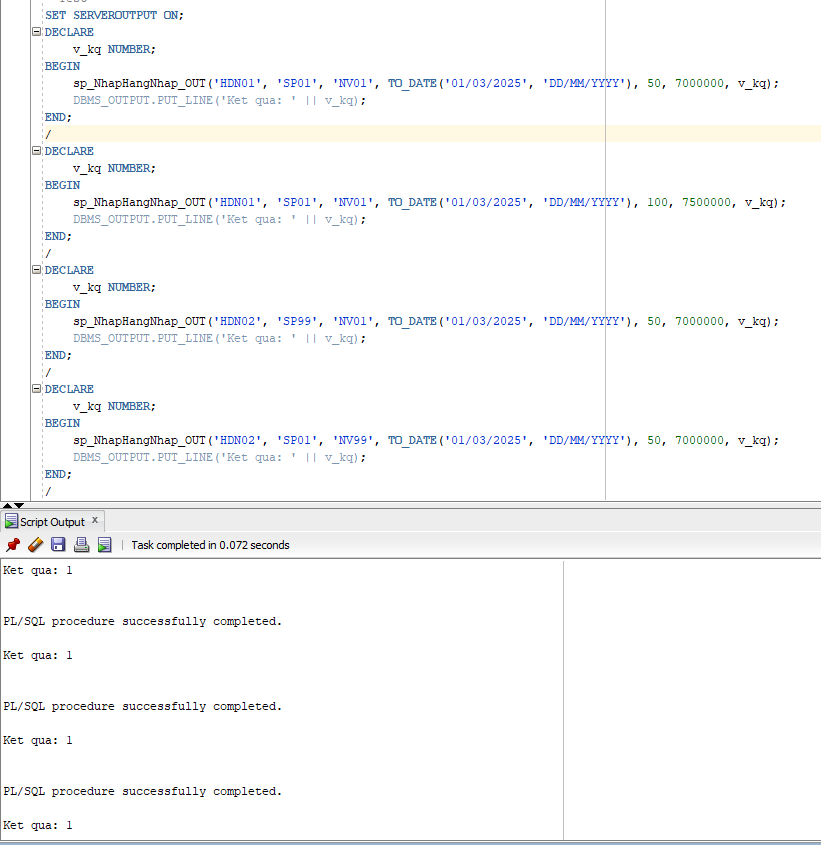 SET SERVEROUTPUT ON;
DECLARE
v_kq NUMBER;
BEGIN
sp_NhapHangNhap_OUT('HDN01', 'SP01', 'NV01', TO_DATE('01/03/2025', 'DD/MM/YYYY'), 50, 7000000, v_kq);
DBMS_OUTPUT.PUT_LINE('Ket qua: ' || v_kq);
END;
/
DECLARE
v_kq NUMBER;
BEGIN
sp_NhapHangNhap_OUT('HDN01', 'SP01', 'NV01', TO_DATE('01/03/2025', 'DD/MM/YYYY'), 100, 7500000, v_kq);
DBMS_OUTPUT.PUT_LINE('Ket qua: ' || v_kq);
END;
/
DECLARE
v_kq NUMBER;
BEGIN
sp_NhapHangNhap_OUT('HDN02', 'SP99', 'NV01', TO_DATE('01/03/2025', 'DD/MM/YYYY'), 50, 7000000, v_kq);
DBMS_OUTPUT.PUT_LINE('Ket qua: ' || v_kq);
END;
/
DECLARE
v_kq NUMBER;
BEGIN
sp_NhapHangNhap_OUT('HDN02', 'SP01', 'NV99', TO_DATE('01/03/2025', 'DD/MM/YYYY'), 50, 7000000, v_kq);
DBMS_OUTPUT.PUT_LINE('Ket qua: ' || v_kq);
END;
/
Script Output x
Task completed in 0.072 seconds
Ket qua: 1
PL/SQL procedure successfully completed.
Ket qua: 1
PL/SQL procedure successfully completed.
Ket qua: 1
PL/SQL procedure successfully completed.
Ket qua: 1